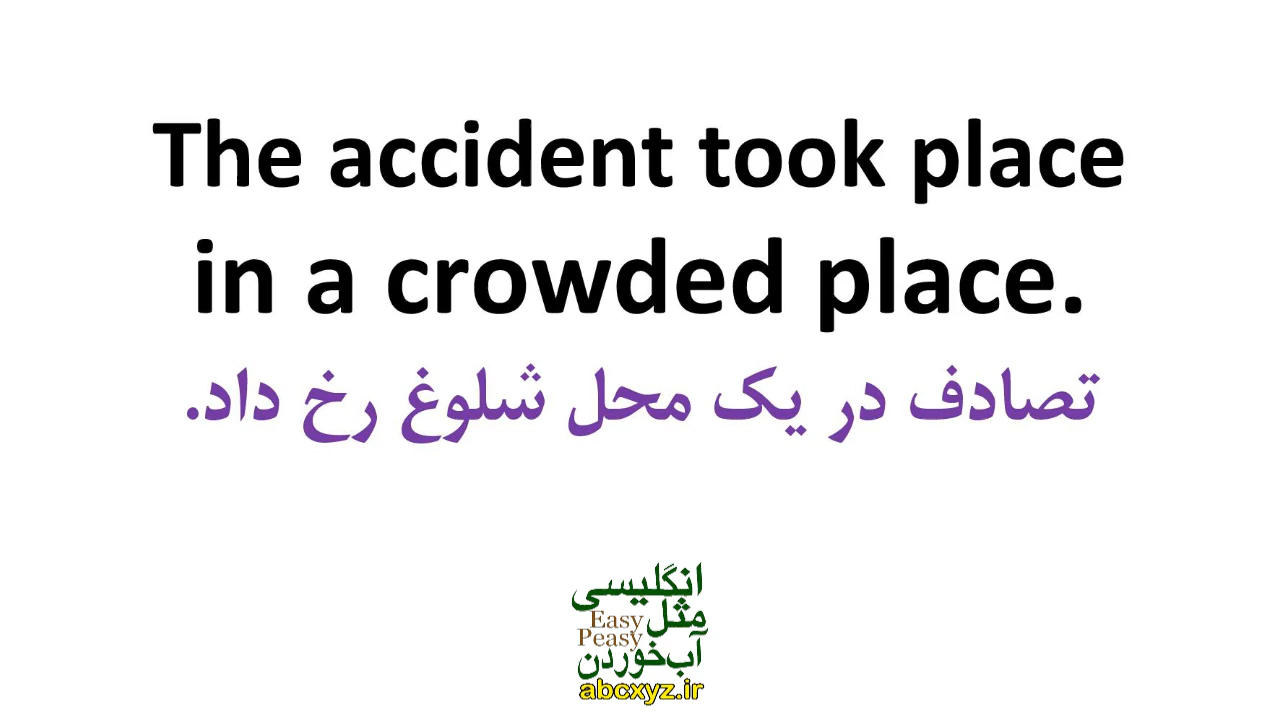 The accident took place
in a crowded place.
تصادف در یک محل شلوغ رخ داد.
انگلیسی
مثل
Easy
Peasy
آب‌خوردن
abcxyz.ir